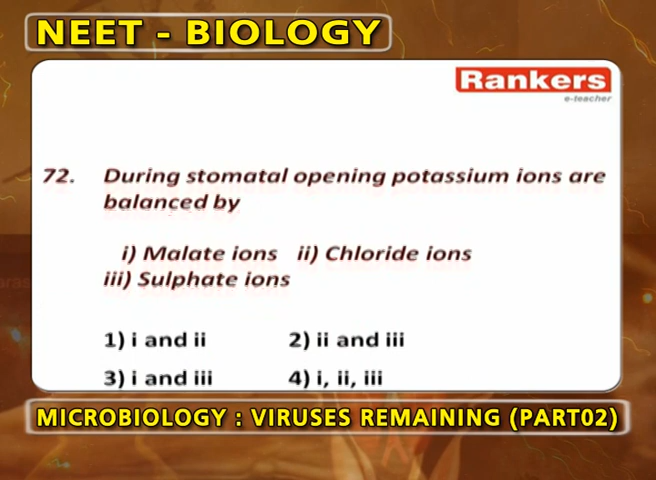 NEET - BIOLOGY
Rankers
e-teacher
72. During stomatal opening potassium ions are
balanced by
i) Malate ions ii) Chloride ions
iii) Sulphate ions
1) i and ii 2) ii and iii
3) i and iii 4) i, ii, iii
MICROBIOLOGY : VIRUSES REMAINING (PART02)